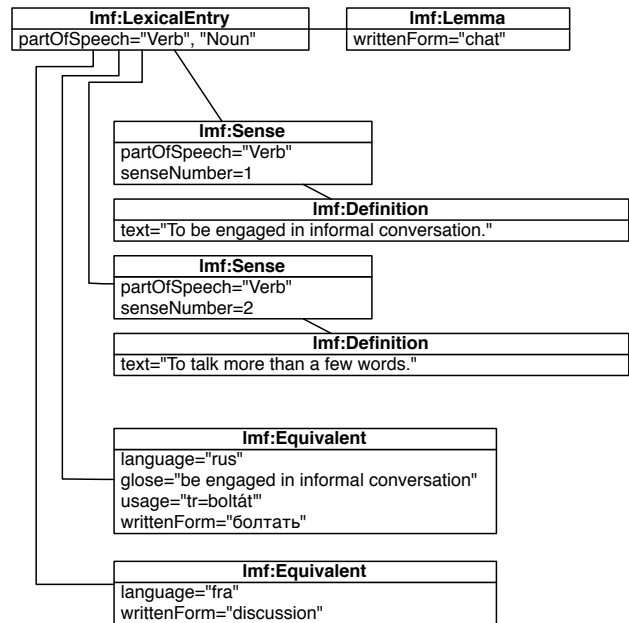 lmf:LexicalEntry
partOfSpeech="Verb", "Noun"
lmf:Lemma
writtenForm="chat"
lmf:Sense
partOfSpeech="Verb"
senseNumber=1
lmf:Definition
text="To be engaged in informal conversation."
lmf:Sense
partOfSpeech="Verb"
senseNumber=2
lmf:Definition
text="To talk more than a few words."
lmf:Equivalent
language="rus"
glose="be engaged in informal conversation"
usage="tr=boltát'"
writtenForm="болтать"
lmf:Equivalent
language="fra"
writtenForm="discussion"